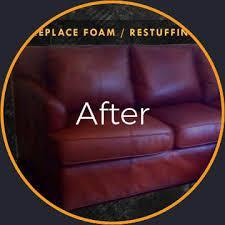 EPLACE FOAM / RESTUFFIN
After